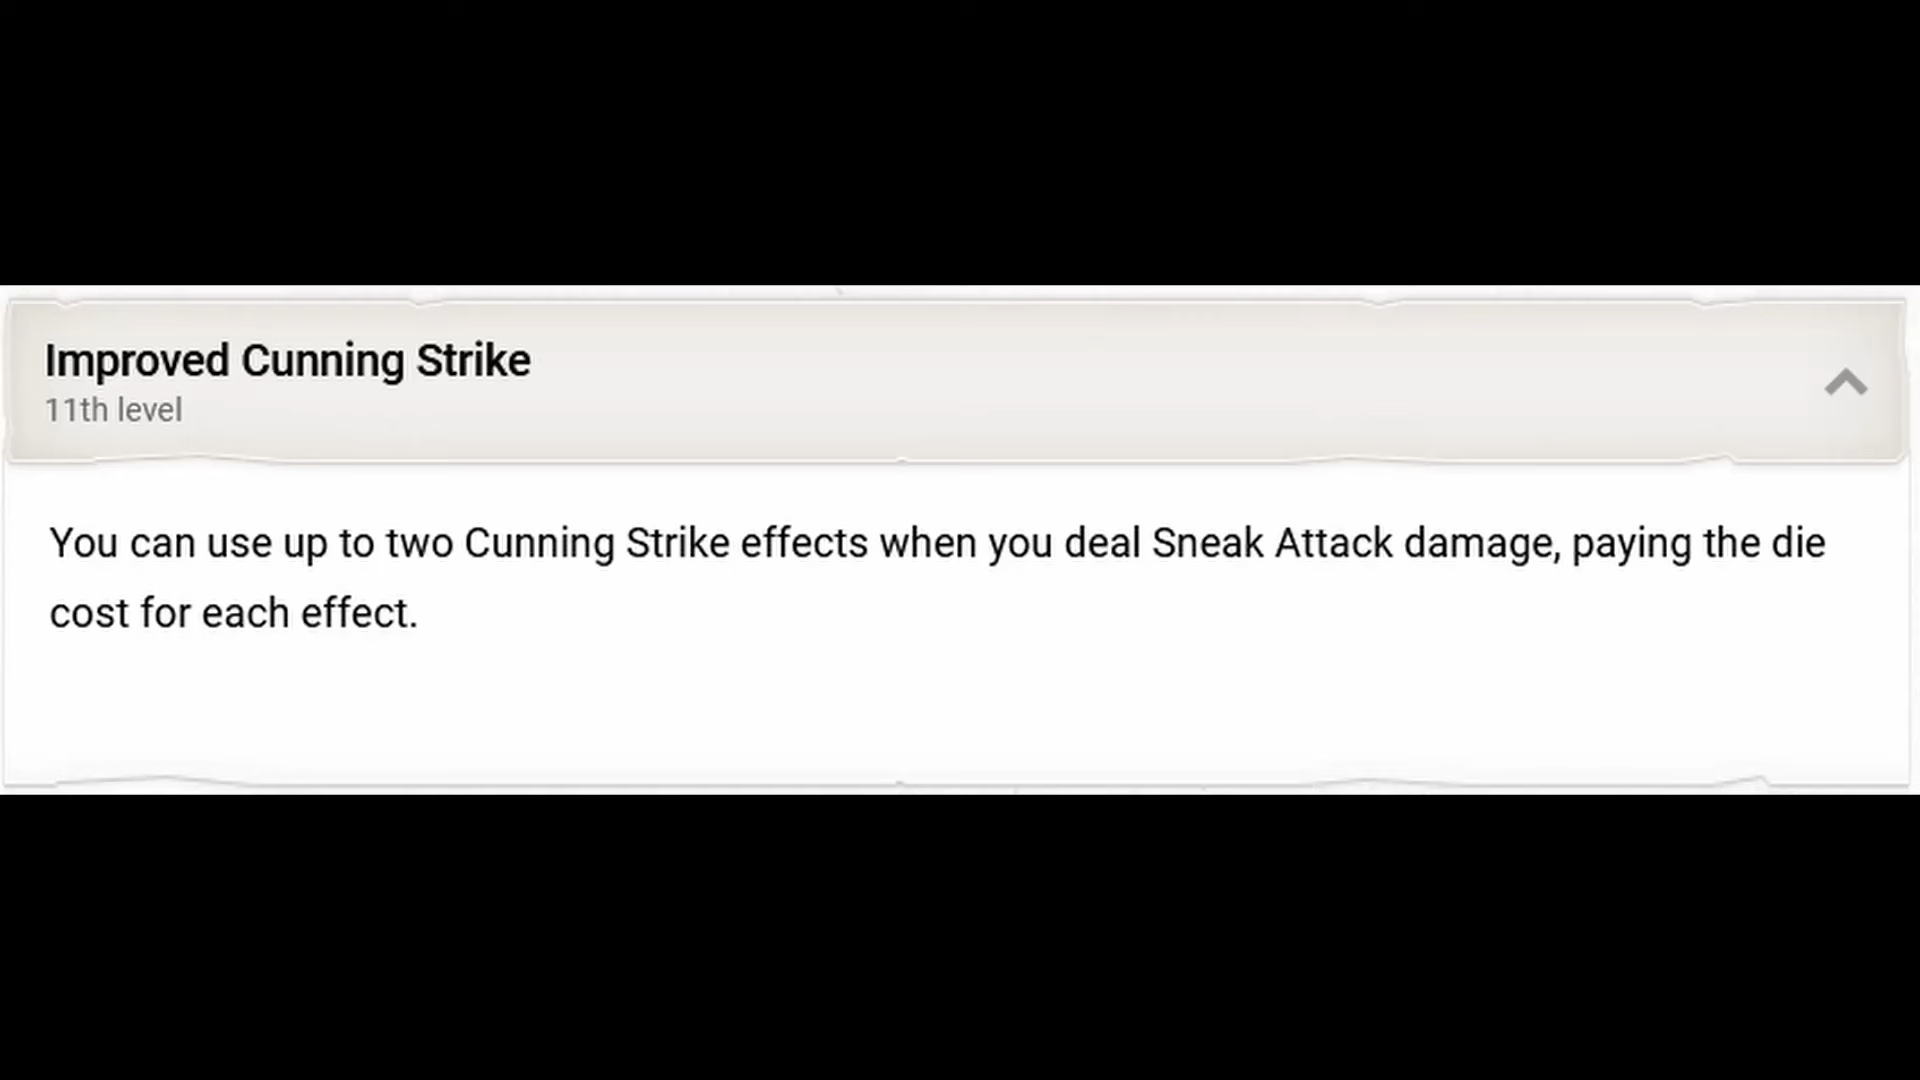 Improved Cunning Strike
11th level
You can use up to two Cunning Strike effects when you deal Sneak Attack damage, paying the die
cost for each effect.